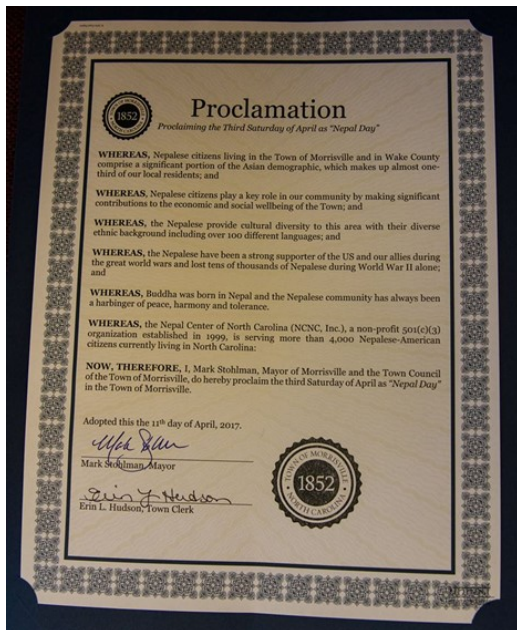 1852
Proclamation
Proclaiming the Third Saturday of April as "Nepal Day"
WHEREAS, Nepalese citizens living in the Town of Morrisville and in Wake County
comprise a significant portion of the Asian demographic, which makes up almost one-
third of our local residents; and
WHEREAS, Nepalese citizens play a key role in our community by making significant
contributions to the economic and social wellbeing of the Town; and
WHEREAS, the Nepalese provide cultural diversity to this area with their diverse
ethnic background including over 100 different languages; and
WHEREAS, the Nepalese have been a strong supporter of the US and our allies during
the great world wars and lost tens of thousands of Nepalese during World War II alone;
and
WHEREAS, Buddha was born in Nepal and the Nepalese community has always been
a harbinger of peace, harmony and tolerance.
WHEREAS, the Nepal Center of North Carolina (NCNC, Inc.), a non-profit 501(c)(3)
organization established in 1999, is serving more than 4,000 Nepalese-American
citizens currently living in North Carolina:
NOW, THEREFORE, I, Mark Stohlman, Mayor of Morrisville and the Town Council
of the Town of Morrisville, do hereby proclaim the third Saturday of April as "Nepal Day"
in the Town of Morrisville.
Adopted this the 11th day of April, 2017.
Mark Stohlman, Mayor
Erin L. Hudson
Erin L. Hudson, Town Clerk
TOWN OF MORRISVILLE
1852
NORTH CAROLINA